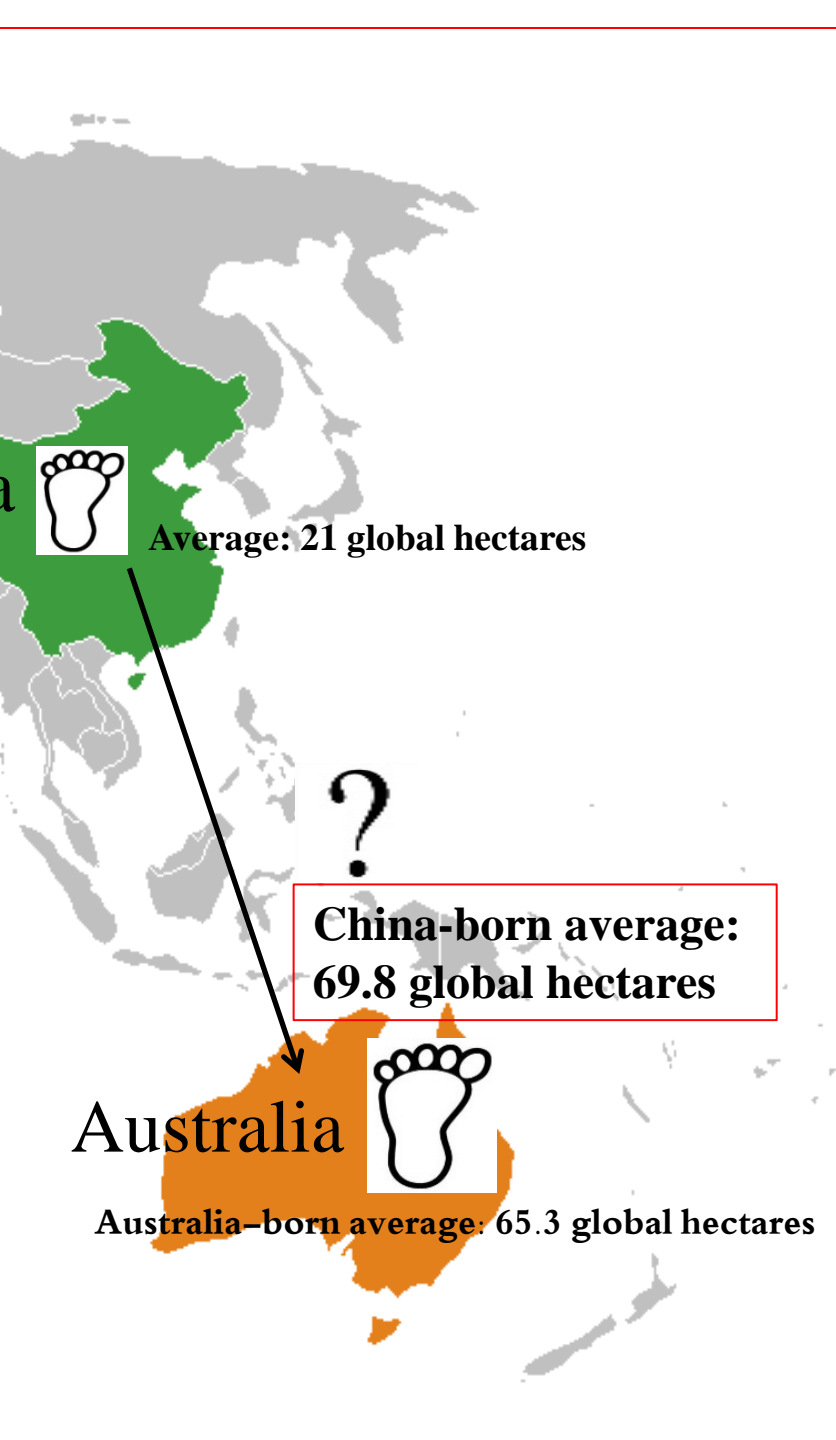 a
Average: 21 global hectares
?
China-born average:
69.8 global hectares
Australia
Australia-born average: 65.3 global hectares